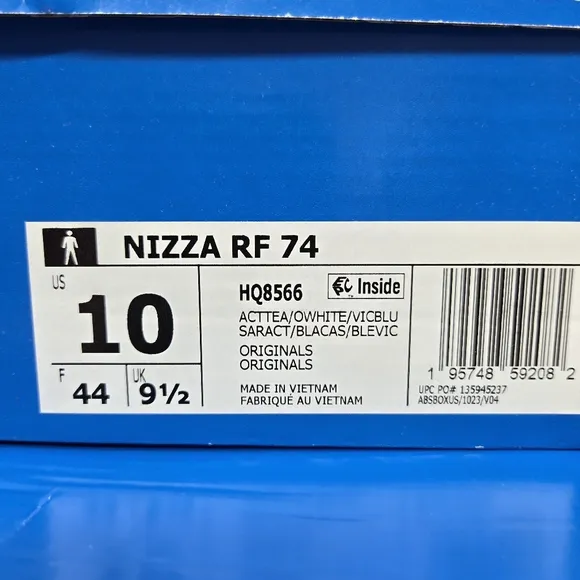 NIZZA RF 74
US
10
F
44
UK
9½
HQ8566
Inside
ACTTEA/OWHITE/VICBLU
SARACT/BLACAS/BLEVIC
ORIGINALS
ORIGINALS
MADE IN VIETNAM
FABRIQUÉ AU VIETNAM
1 95748 59208 2
UPC PO# 135945237
ABSBOXUS/1023/V04